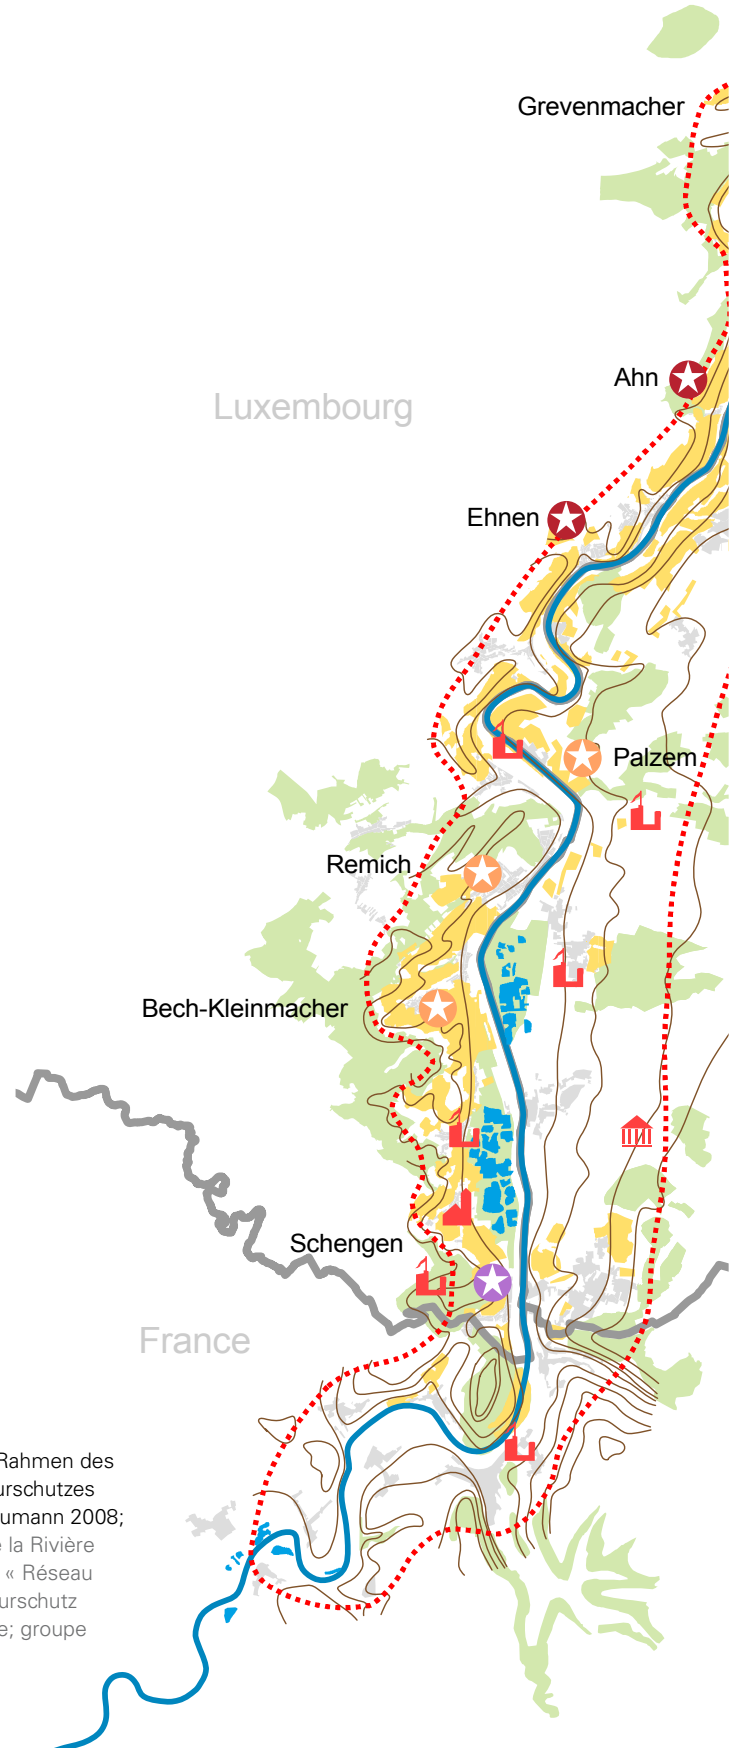 Grevenmacher
Ahn
Luxembourg
Ehnen
Palzem
Remich
Bech-Kleinmacher
Schengen
France
Rahmen des
urschutzes
umann 2008;
la Rivière
« Réseau
urschutz
e; groupe